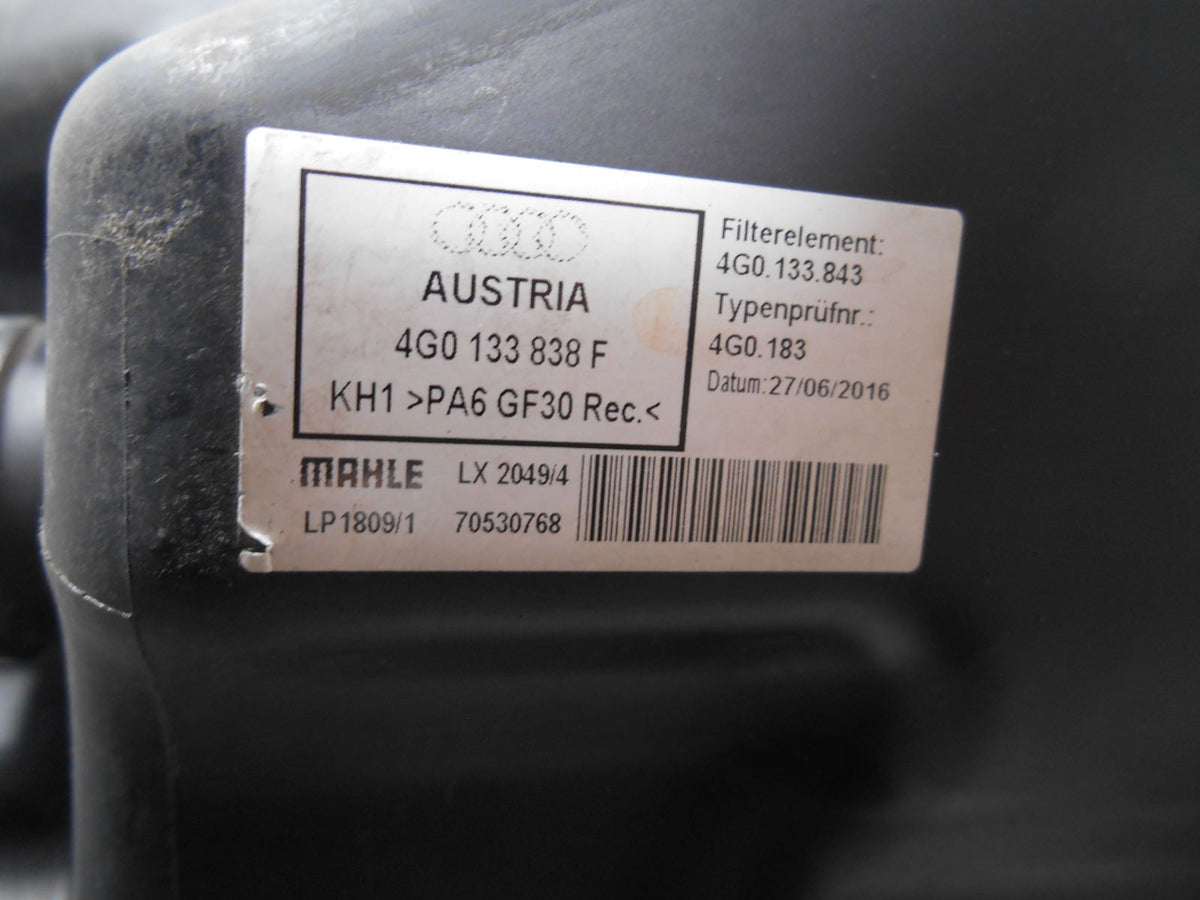 AUSTRIA
4G0 133 838 F
KH1 >PA6 GF30 Rec.<
Filterelement:
4G0.133.843
Typenprüfnr.:
4G0.183
Datum:27/06/2016
MAHLE LX 2049/4
LP1809/1 70530768